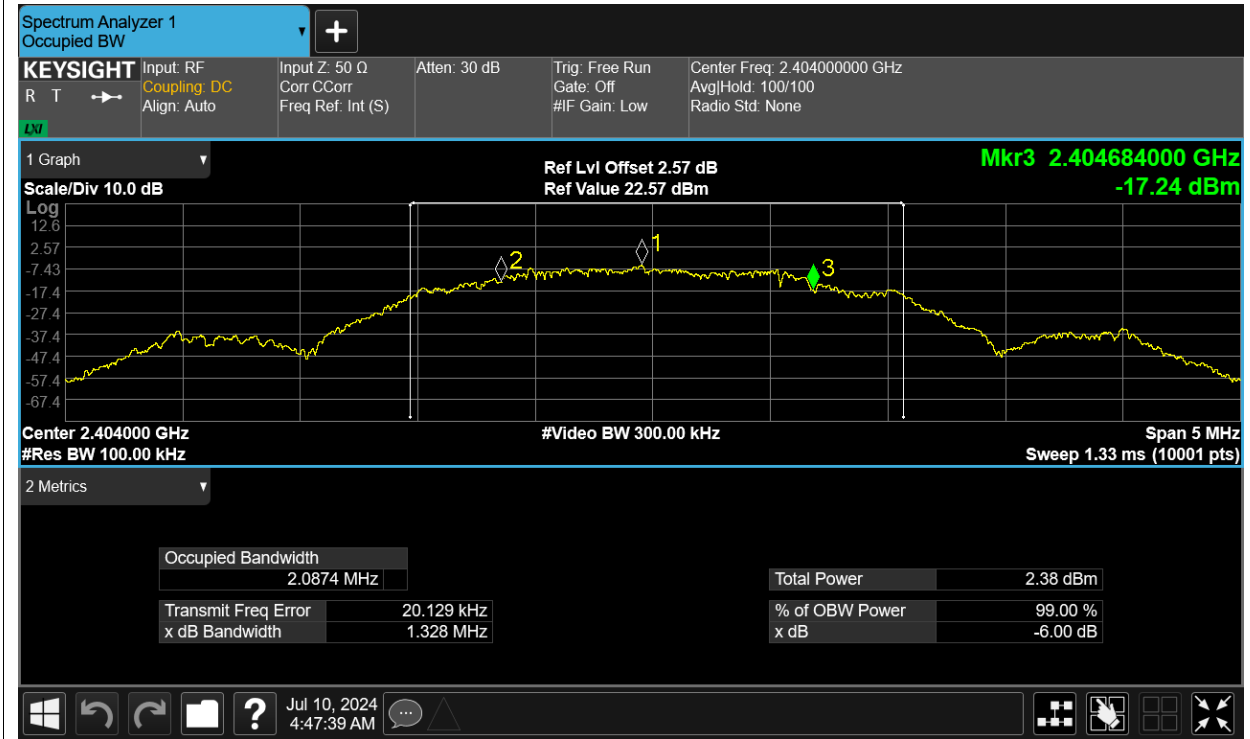 Spectrum Analyzer 1
Occupied BW
KEYSIGHT
R T
LXI
Input: RF
Coupling: DC
Align: Auto
Input Z: 50 Ω
Corr CCorr
Freq Ref: Int (S)
Atten: 30 dB
Trig: Free Run
Gate: Off
#IF Gain: Low
Center Freq: 2.404000000 GHz
Avg|Hold: 100/100
Radio Std: None
1 Graph
Scale/Div 10.0 dB
Ref Lvl Offset 2.57 dB
Ref Value 22.57 dBm
Mkr3 2.404684000 GHz
-17.24 dBm
Log
12.6
2.57
-7.43
-17.4
-27.4
-37.4
-47.4
-57.4
-67.4
2
1
3
Center 2.404000 GHz
#Video BW 300.00 kHz
Span 5 MHz
#Res BW 100.00 kHz
Sweep 1.33 ms (10001 pts)
2 Metrics
Occupied Bandwidth
2.0874 MHz
Total Power 2.38 dBm
Transmit Freq Error 20.129 kHz
% of OBW Power 99.00 %
x dB Bandwidth 1.328 MHz
x dB -6.00 dB
?
Jul 10, 2024
4:47:39 AM